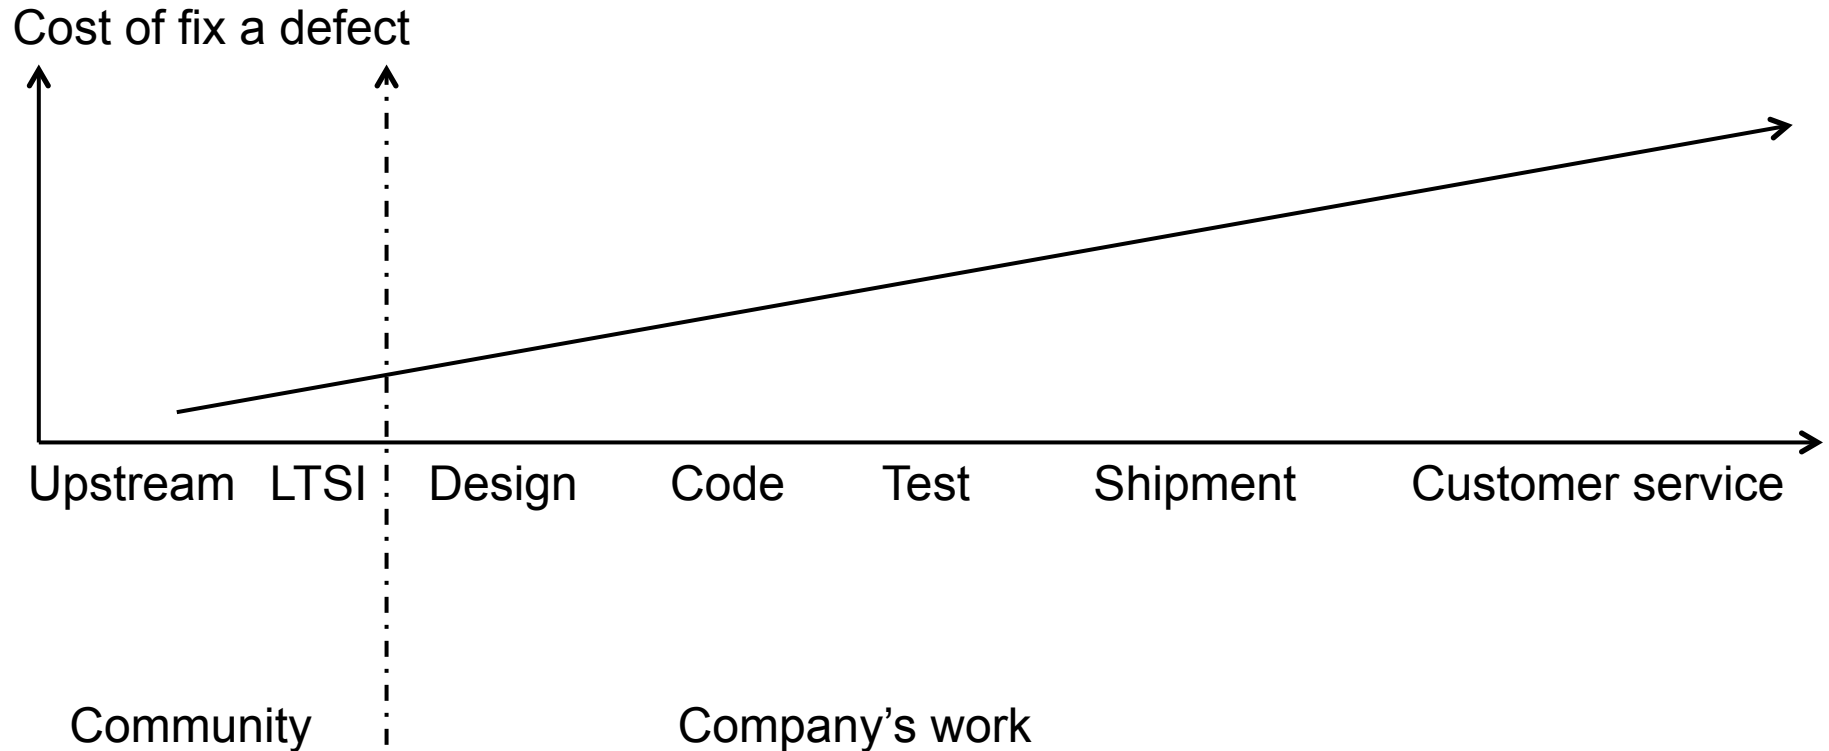 Cost of fix a defect
Upstream LTSI Design Code Test Shipment Customer service
Community Company’s work